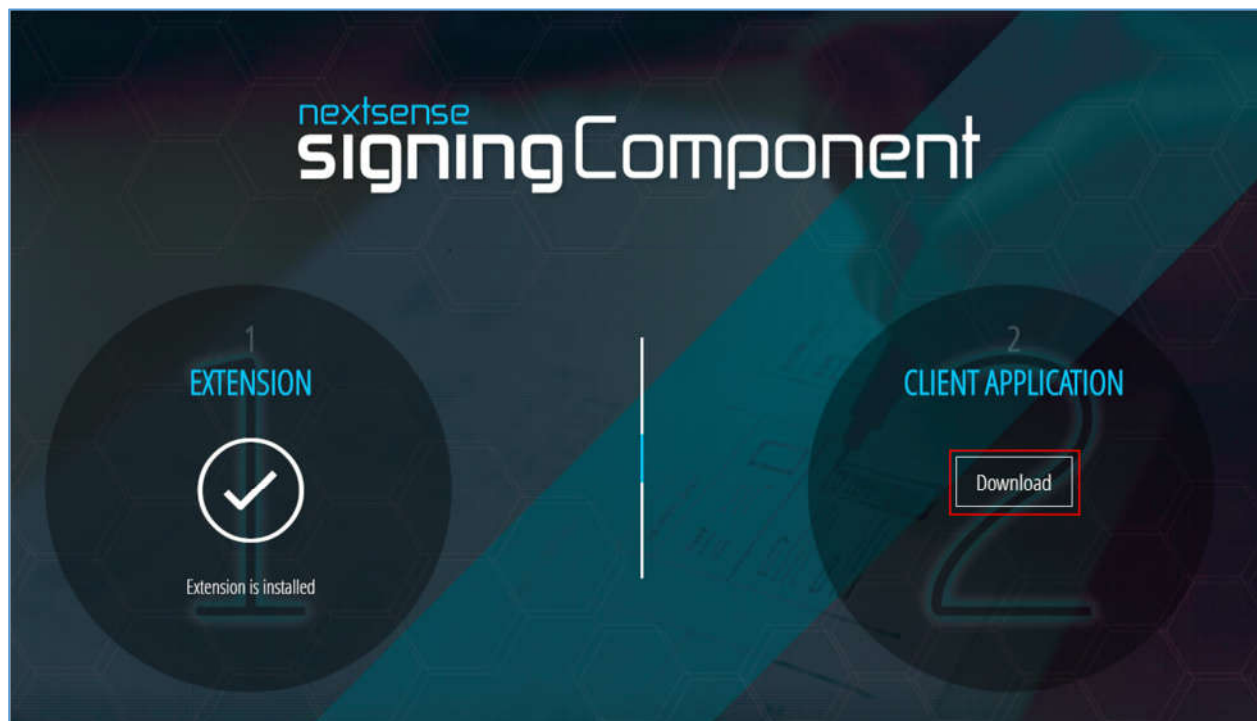 nextsense
signingComponent
1
EXTENSION
Extension is installed
2
CLIENT APPLICATION
Download